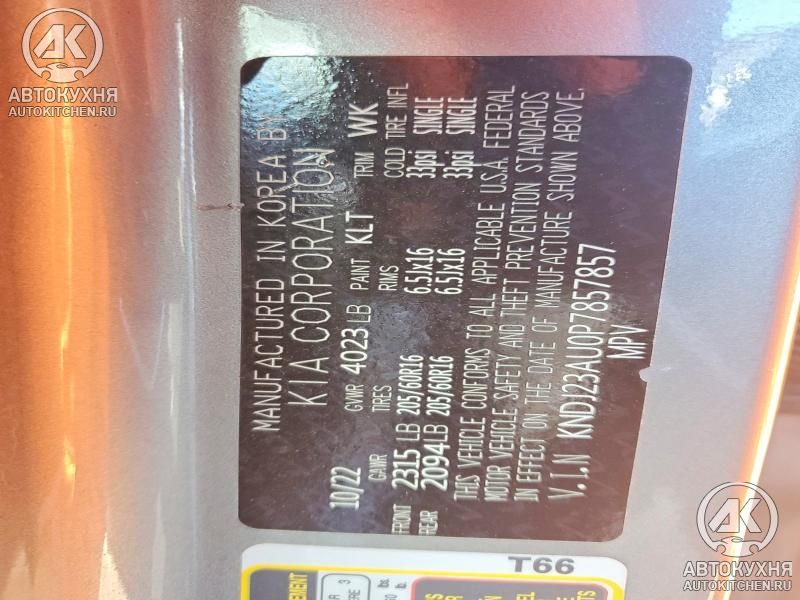 АВТОКУХНЯ
AUTOKITCHEN.RU
MANUFACTURED IN KOREA BY
KIA CORPORATION
10/22 GVWR 4023 LB PAINT KLT TRIM WK
GAWR TIRES RIMS COLD TIRE INFL
FRONT 2315 LB 205/60R16 6.5Jx16 33psi SINGLE
REAR 2094 LB 205/60R16 6.5Jx16 33psi SINGLE
THIS VEHICLE CONFORMS TO ALL APPLICABLE U.S.A. FEDERAL
MOTOR VEHICLE SAFETY AND THEFT PREVENTION STANDARDS
IN EFFECT ON THE DATE OF MANUFACTURE SHOWN ABOVE.
V.I.N KNDJ23AU0P7857857
MPV
T66
АВТОКУХНЯ
AUTOKITCHEN.RU